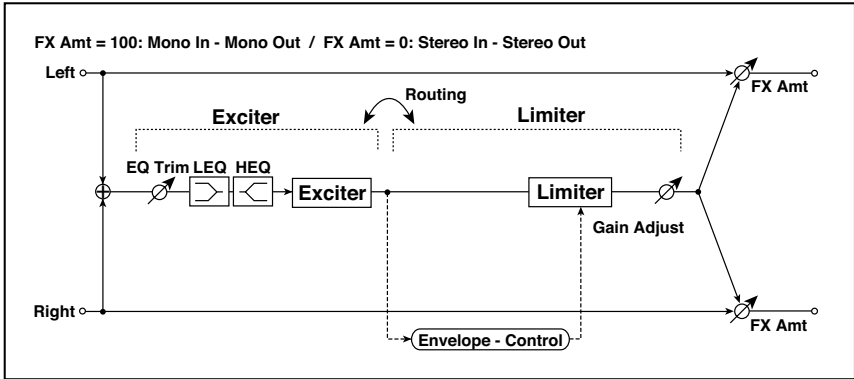 FX Amt = 100: Mono In - Mono Out / FX Amt = 0: Stereo In - Stereo Out
Left
FX Amt
Routing
Exciter
Limiter
EQ Trim LEQ HEQ
Exciter
Limiter
Gain Adjust
Right
FX Amt
Envelope - Control